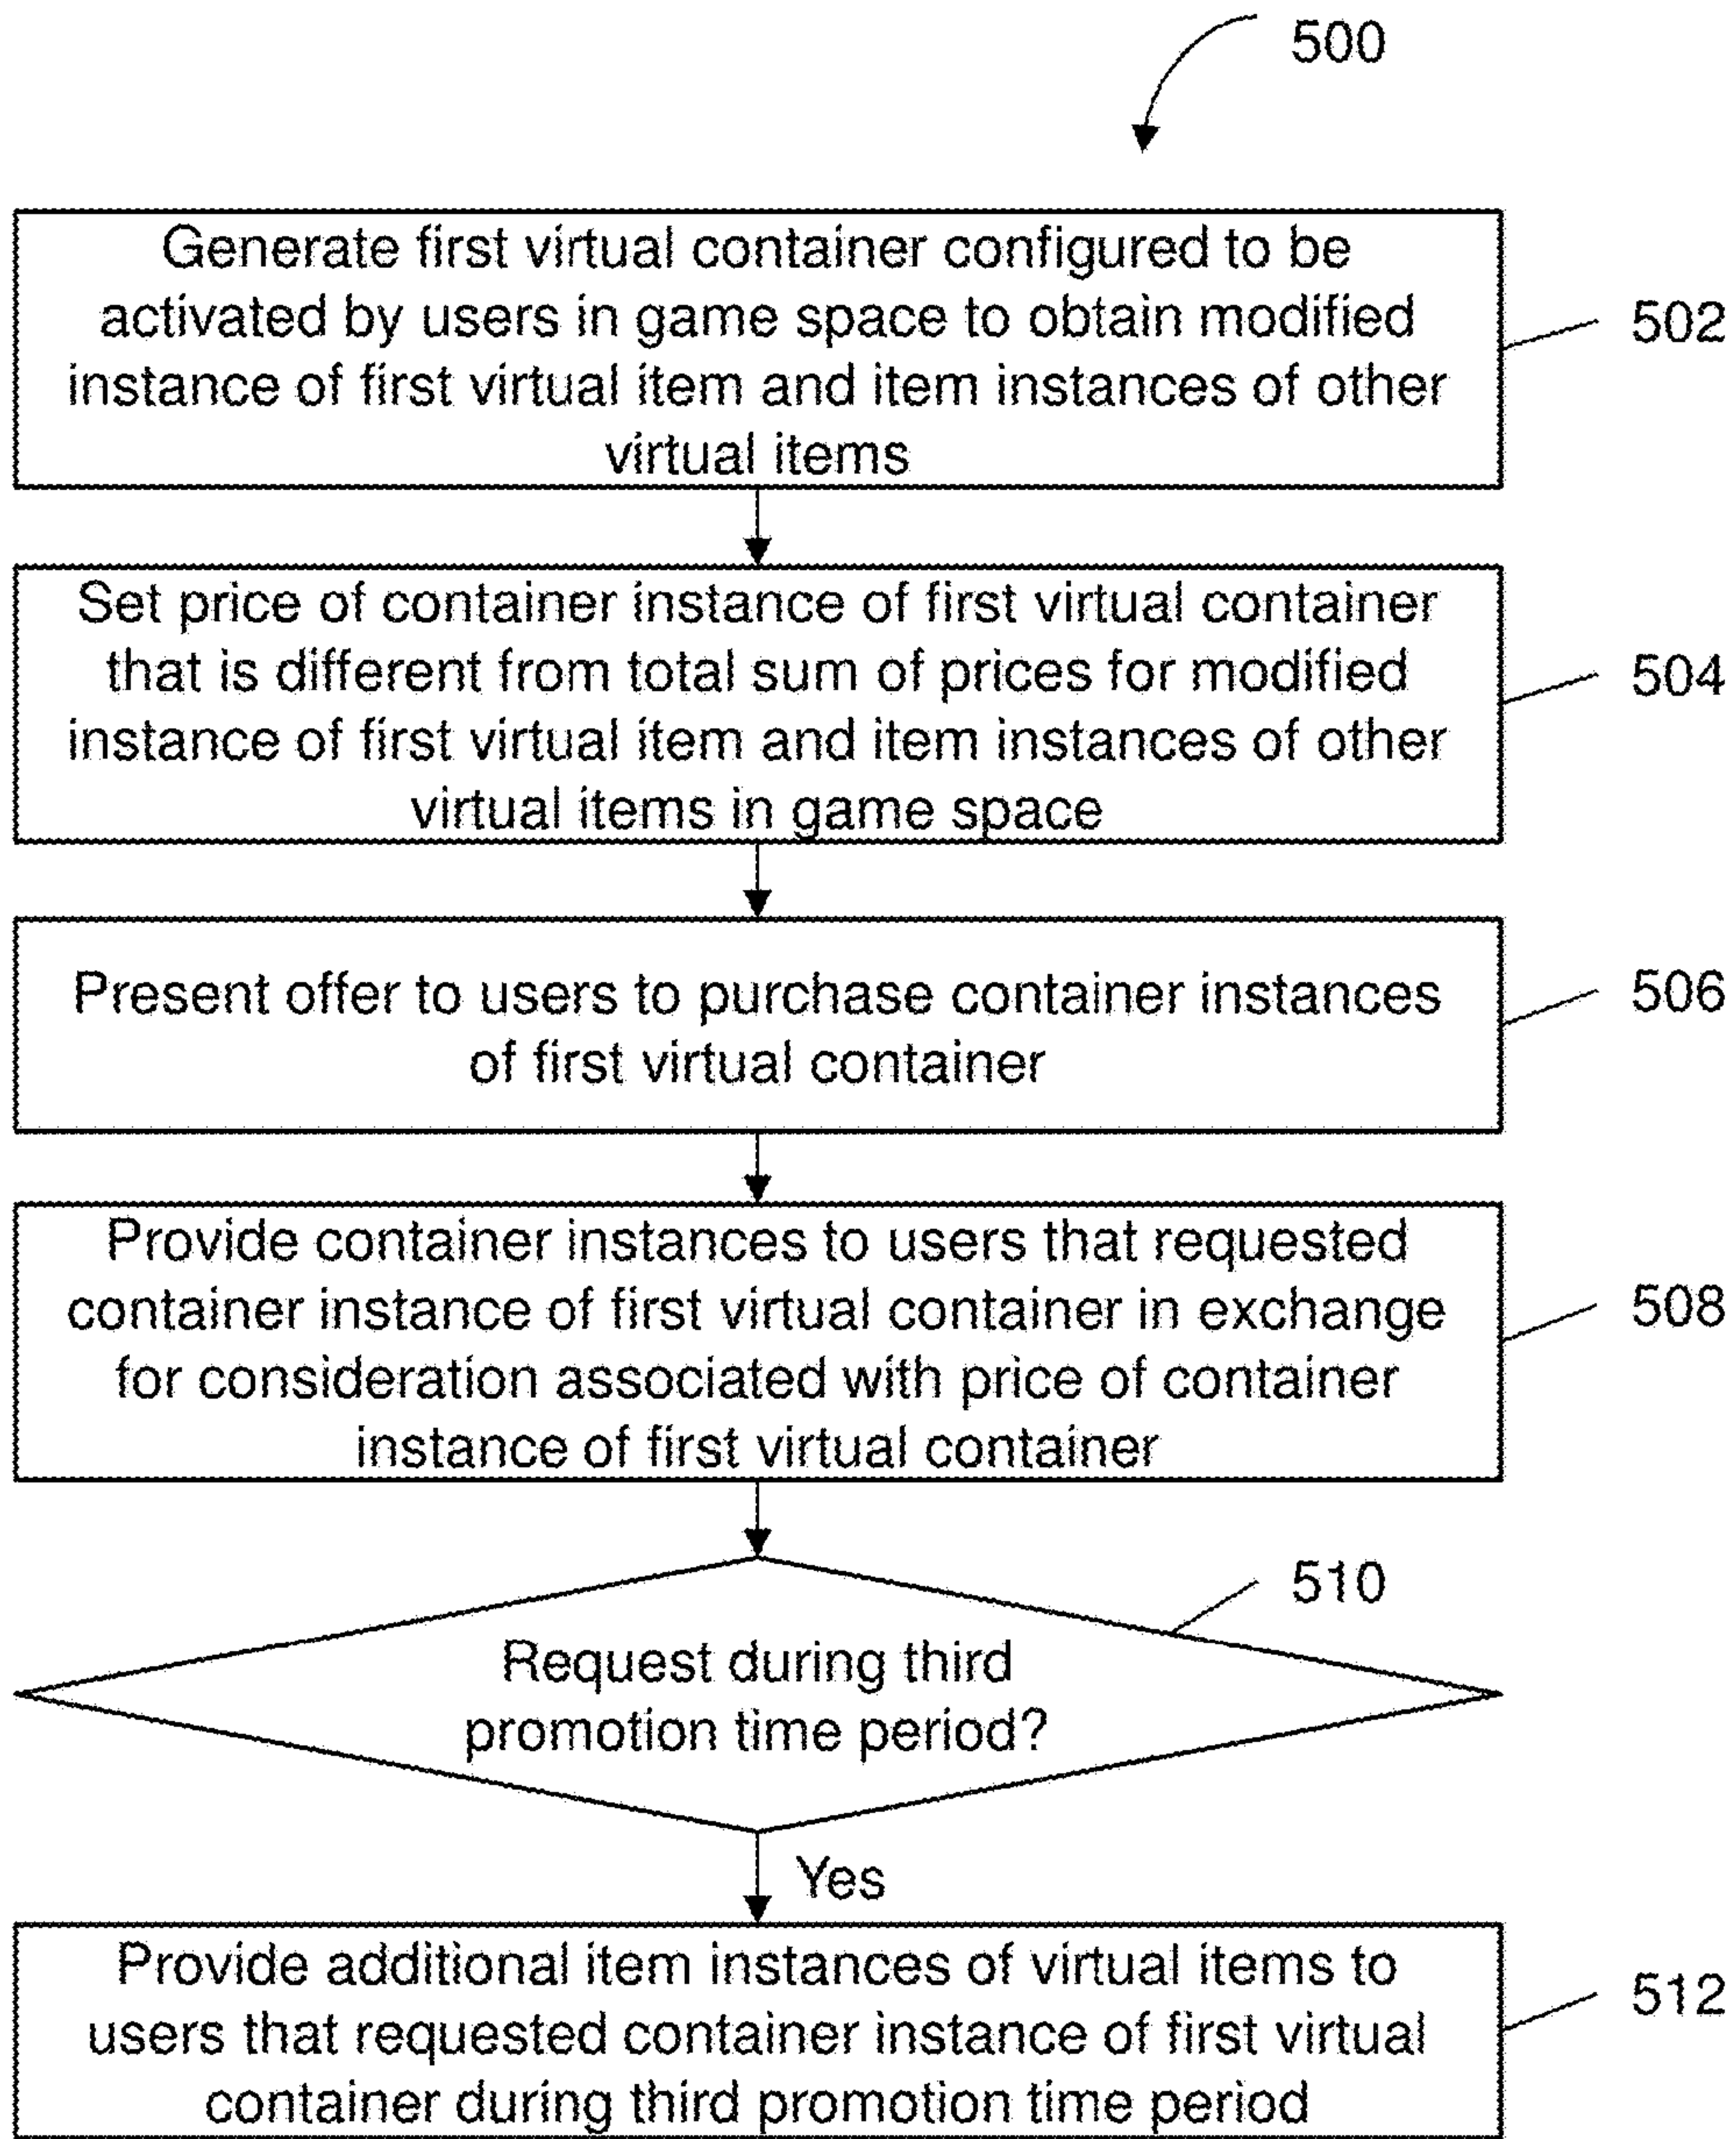 500
Generate first virtual container configured to be
activated by users in game space to obtain modified
instance of first virtual item and item instances of other
virtual items
502
Set price of container instance of first virtual container
that is different from total sum of prices for modified
instance of first virtual item and item instances of other
virtual items in game space
504
Present offer to users to purchase container instances
of first virtual container
506
Provide container instances to users that requested
container instance of first virtual container in exchange
for consideration associated with price of container
instance of first virtual container
508
510
Request during third
promotion time period?
Yes
Provide additional item instances of virtual items to
users that requested container instance of first virtual
container during third promotion time period
512